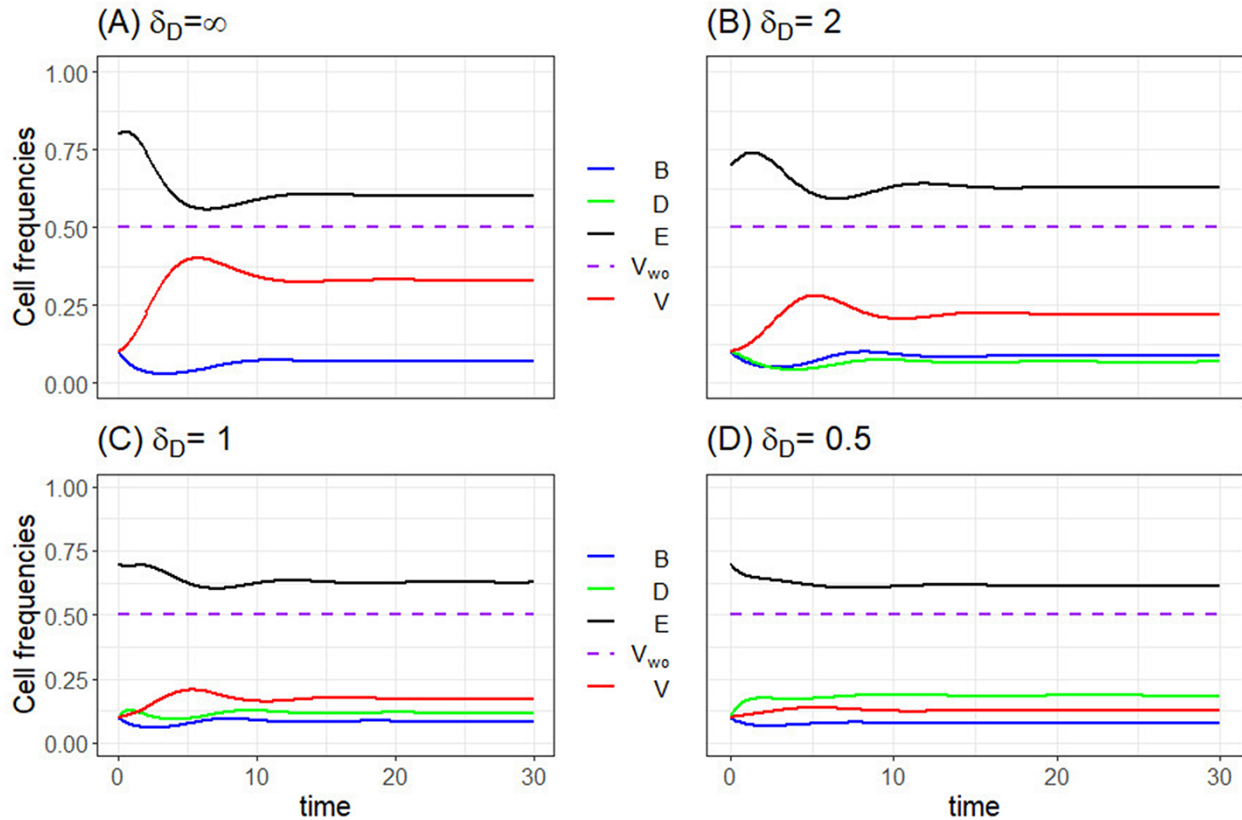 (A) δD=∞
(B) δD= 2
Cell frequencies
1.00
0.75
0.50
0.25
0.00
B
D
E
Vwo
V
(C) δD= 1
(D) δD= 0.5
Cell frequencies
1.00
0.75
0.50
0.25
0.00
B
D
E
Vwo
V
0 10 20 30
0 10 20 30
time
time